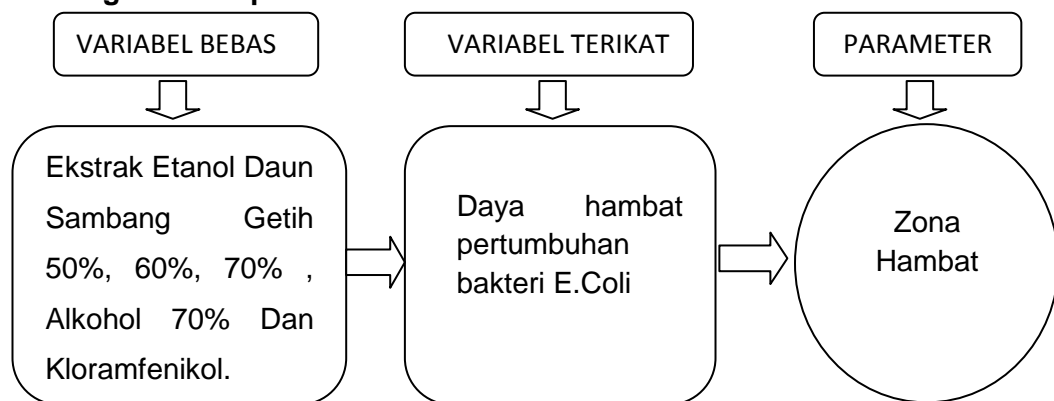 VARIABEL BEBAS
VARIABEL TERIKAT
PARAMETER
Ekstrak Etanol Daun
Sambang Getih
50%, 60%, 70% ,
Alkohol 70% Dan
Kloramfenikol.
Daya hambat
pertumbuhan
bakteri E.Coli
Zona
Hambat